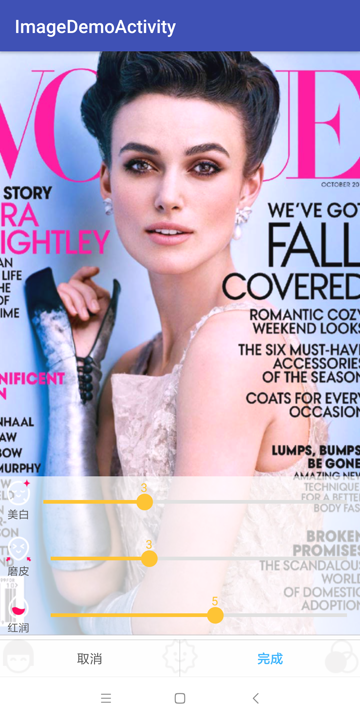 ImageDemoActivity
VOGUE
OCTOBER 20
STORY
RA
IGHTLEY
AN
LIFE
HE
OF
IME
WE'VE GOT
FALL
COVERED
ROMANTIC COZY
WEEKEND LOOKS
THE SIX MUST-HAVE
ACCESSORIES
OF THE SEASON
COATS FOR EVERY
OCCASION
NIFICENT
N
NHAAL
AW
BOW
MURPHY
LUMPS, BUMPS
BE GONE
AMAZING NEW
TECHNIQUE
FOR A BETTER
BODY FAS
BROKEN
PROMISES
THE SCANDALOUS
WORLD
OF DOMESTIC
ADOPTION
3
美白
3
磨皮
5
红润
取消
完成